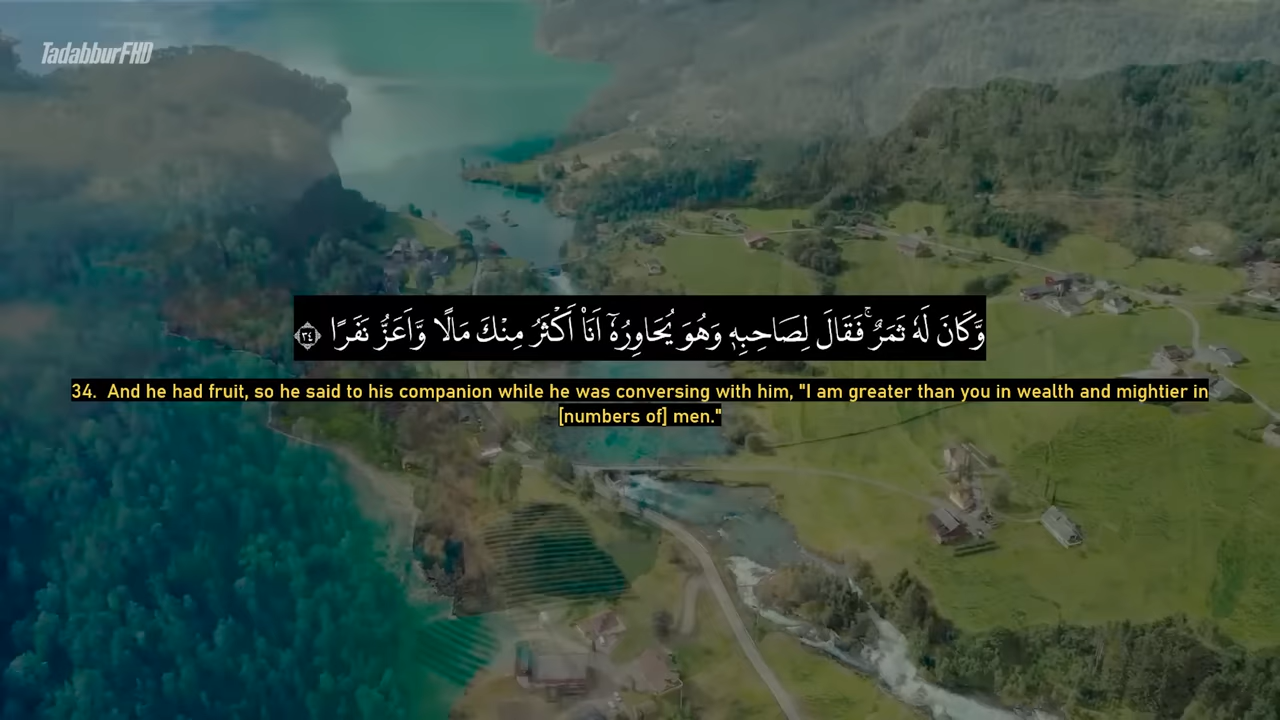 TadabburFHD
وَّكَانَ لَهٗ ثَمَرٌ ۚ فَقَالَ لِصَاحِبِهٖ وَهُوَ يُحَاوِرُهٗۤ اَنَا۠ اَكْثَرُ مِنْكَ مَالًا وَّاَعَزُّ نَفَرًا ٣٤
34. And he had fruit, so he said to his companion while he was conversing with him, "I am greater than you in wealth and mightier in
[numbers of] men."